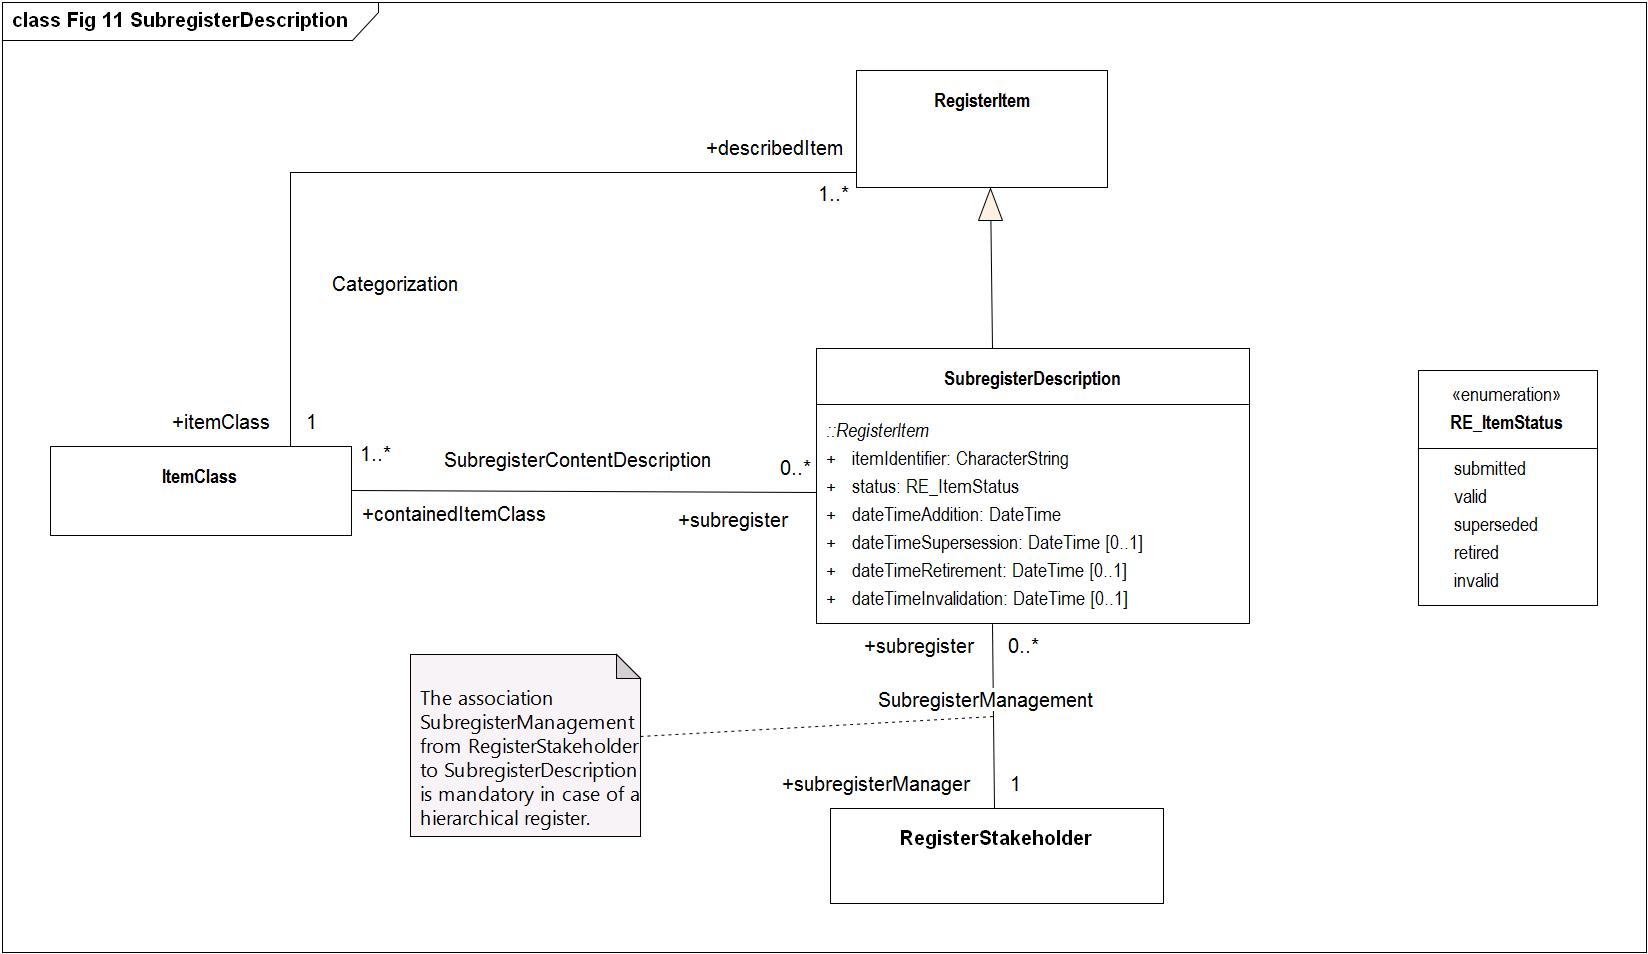 class Fig 11 SubregisterDescription
RegisterItem
+describedItem
1..*
Categorization
+itemClass
1
ItemClass
1..*
SubregisterContentDescription
0..*
+containedItemClass
+subregister
SubregisterDescription
::RegisterItem
+ itemIdentifier: CharacterString
+ status: RE_ItemStatus
+ dateTimeAddition: DateTime
+ dateTimeSupersession: DateTime [0..1]
+ dateTimeRetirement: DateTime [0..1]
+ dateTimeInvalidation: DateTime [0..1]
«enumeration»
RE_ItemStatus
submitted
valid
superseded
retired
invalid
+subregister
0..*
SubregisterManagement
The association
SubregisterManagement
from RegisterStakeholder
to SubregisterDescription
is mandatory in case of a
hierarchical register.
+subregisterManager
1
RegisterStakeholder